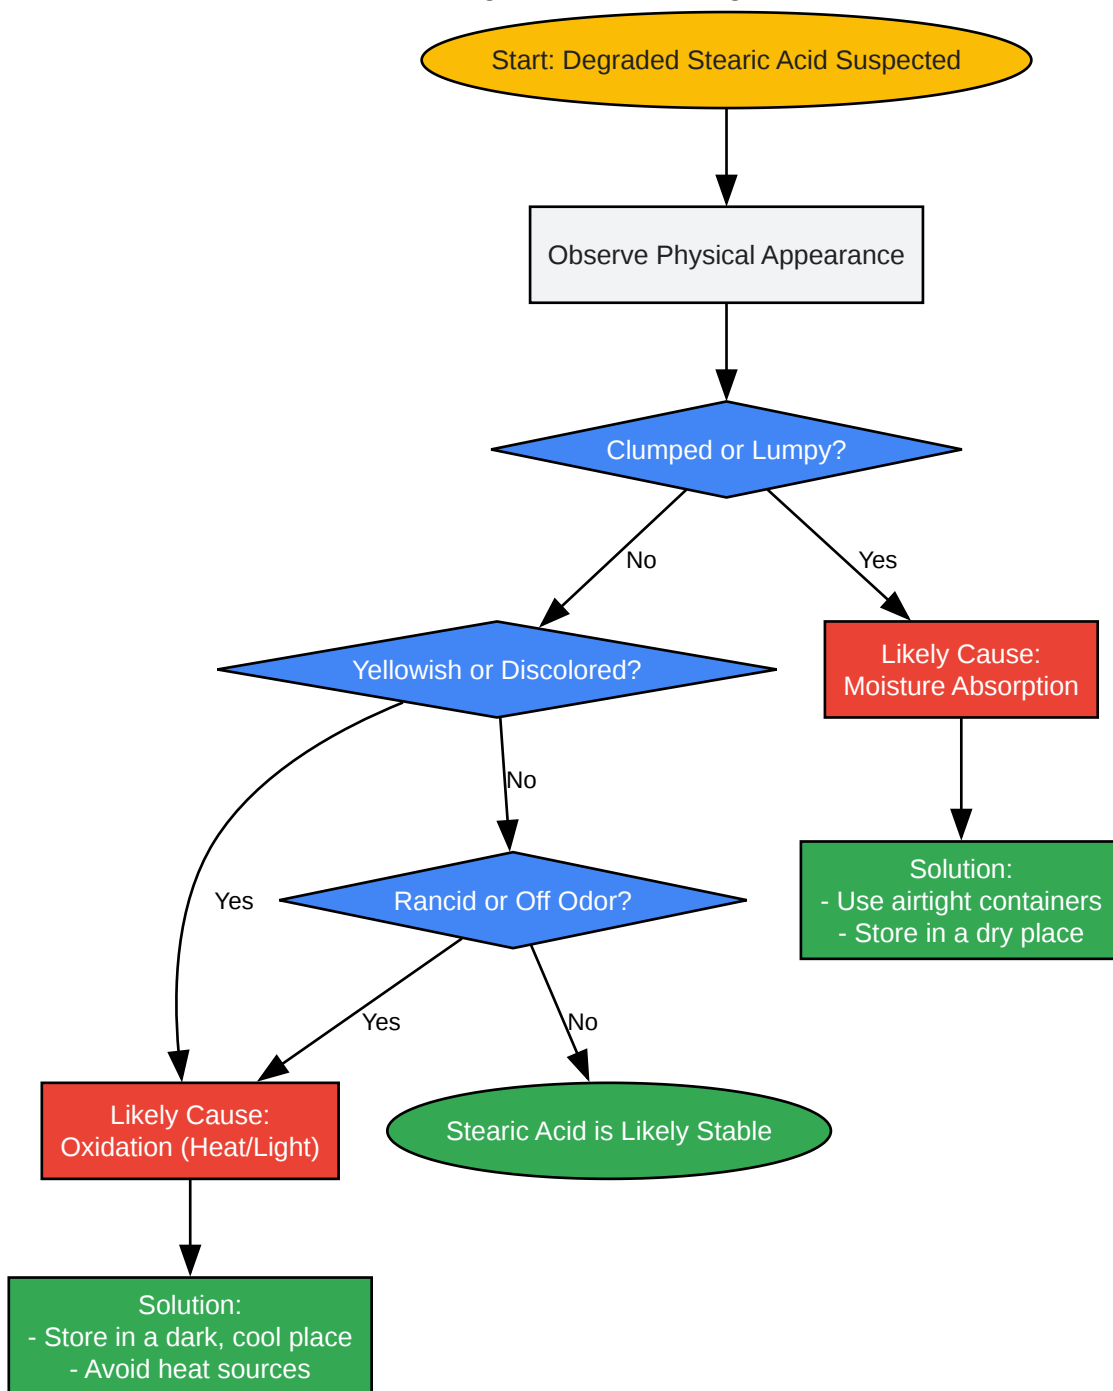 Start: Degraded Stearic Acid Suspected
Observe Physical Appearance
Clumped or Lumpy?
No
Yes
Yellowish or Discolored?
Likely Cause:
Moisture Absorption
No
Yes
Rancid or Off Odor?
Solution:
- Use airtight containers
- Store in a dry place
Yes
No
Likely Cause:
Oxidation (Heat/Light)
Stearic Acid is Likely Stable
Solution:
- Store in a dark, cool place
- Avoid heat sources